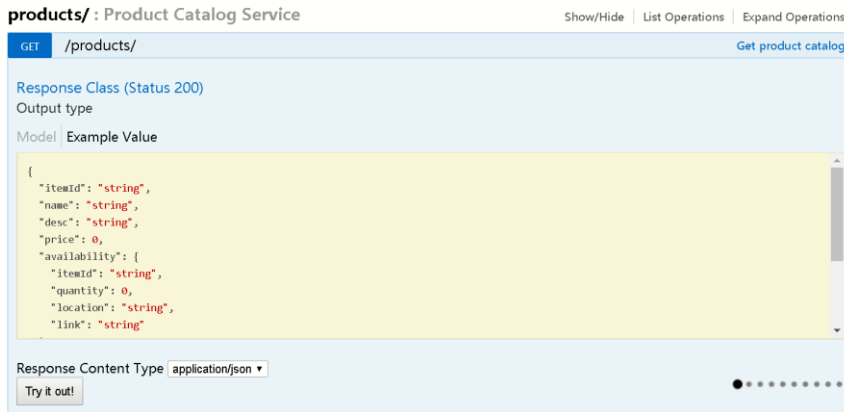 products/ : Product Catalog Service
Show/Hide | List Operations | Expand Operations
GET /products/
Get product catalog
Response Class (Status 200)
Output type
Model | Example Value
{
"itemId": "string",
"name": "string",
"desc": "string",
"price": 0,
"availability": {
"itemId": "string",
"quantity": 0,
"location": "string",
"link": "string"
Response Content Type application/json
Try it out!